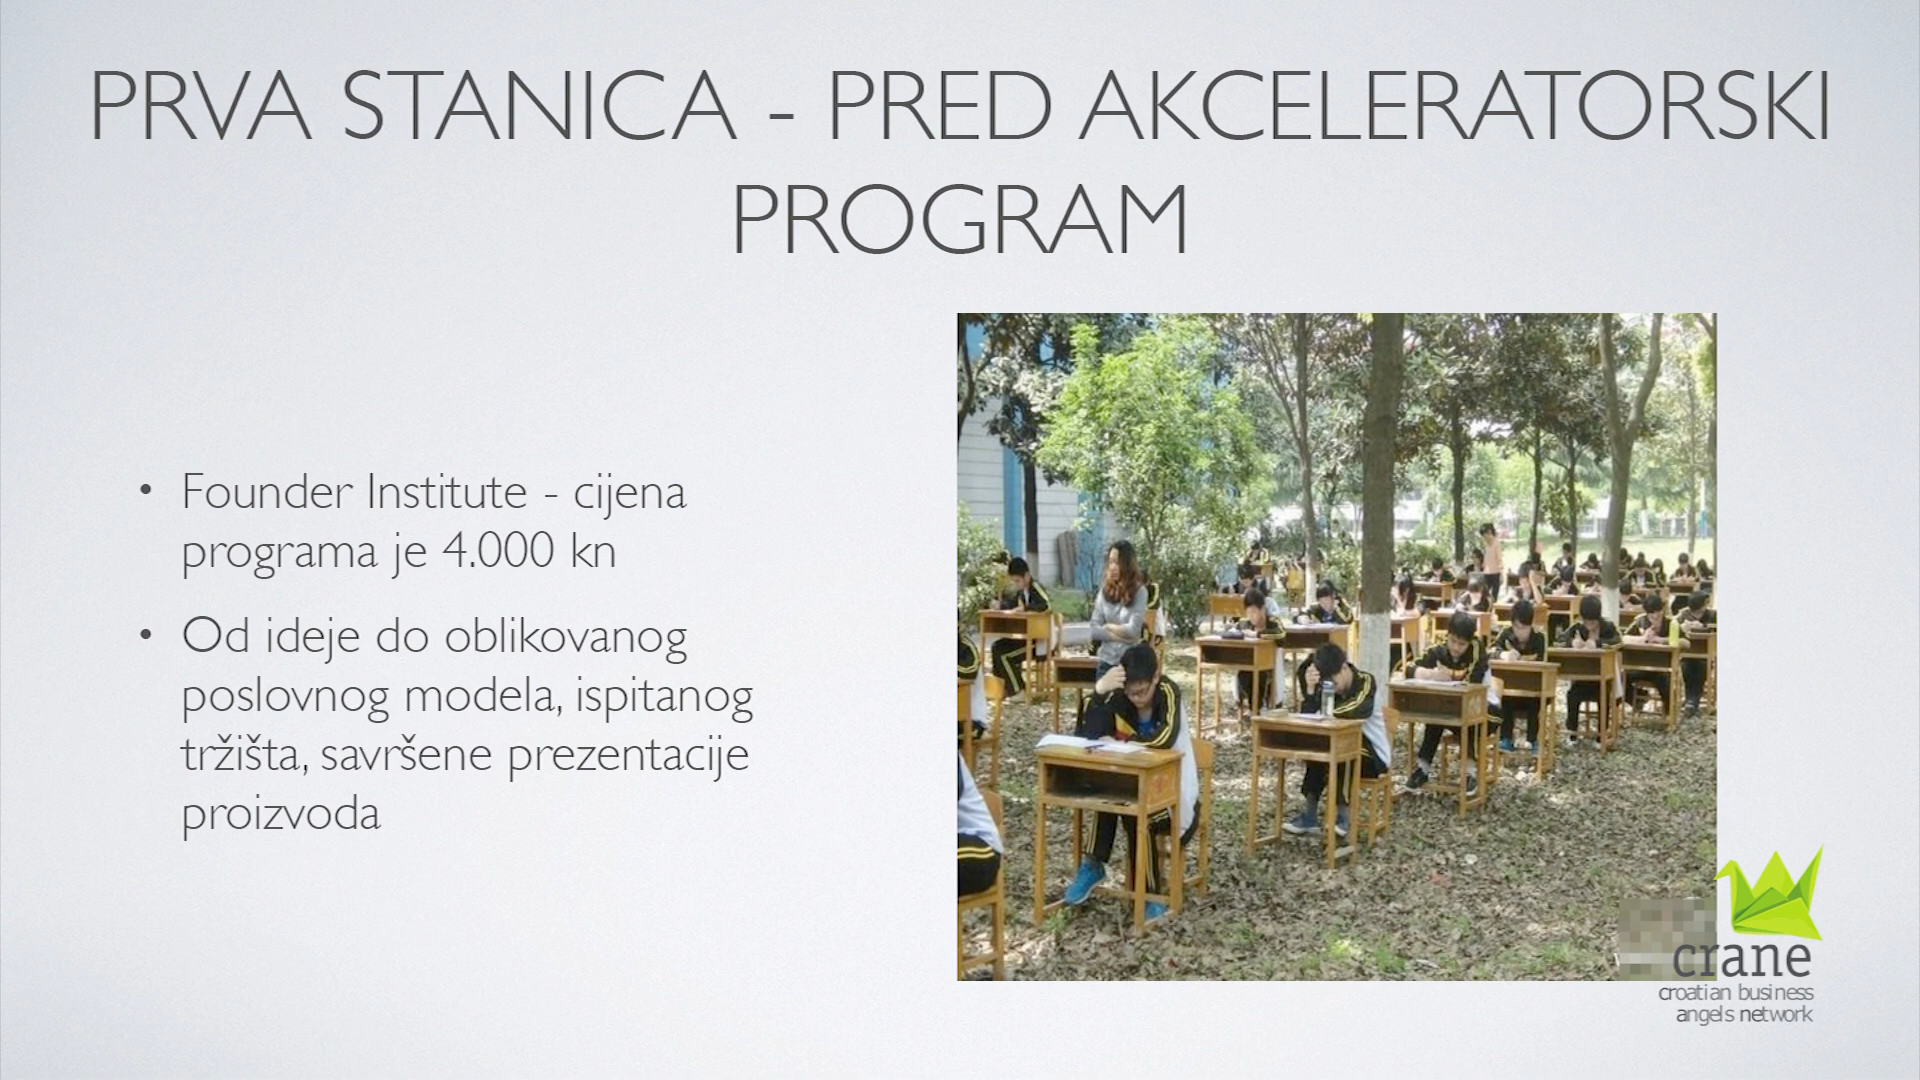 PRVA STANICA - PRED AKCELERATORSKI
PROGRAM
• Founder Institute - cijena
programa je 4.000 kn
• Od ideje do oblikovanog
poslovnog modela, ispitanog
tržišta, savršene prezentacije
proizvoda
crane
croatian business
angels network